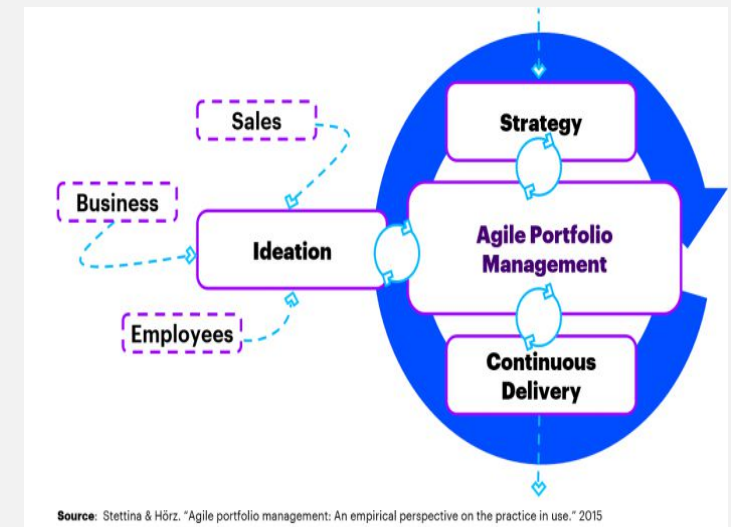 Strategy
Sales
Business
Ideation
Agile Portfolio
Management
Employees
Continuous
Delivery
Source: Stettina & Hörz. "Agile portfolio management: An empirical perspective on the practice in use." 2015